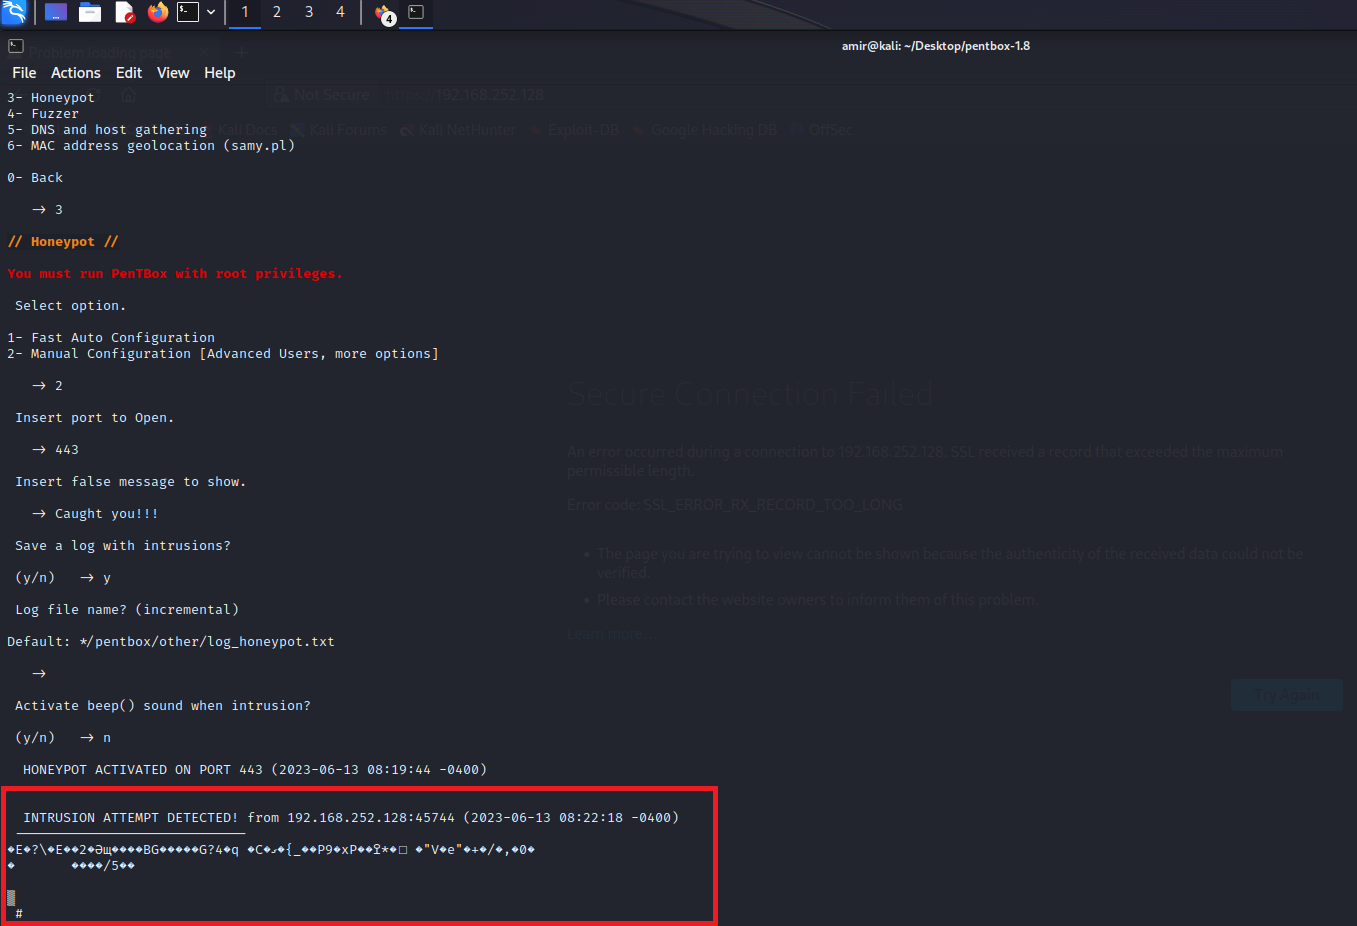 1 2 3 4 4
amir@kali: ~/Desktop/pentbox-1.8
Problem loading page
File Actions Edit View Help
3- Honeypot
Not Secure https://192.168.252.128
4- Fuzzer
5- DNS and host gathering
Kali Docs Kali Forums Kali NetHunter Exploit-DB Google Hacking DB OffSec
6- MAC address geolocation (samy.pl)
0- Back
→ 3
// Honeypot //
You must run PenTBox with root privileges.
Select option.
1- Fast Auto Configuration
2- Manual Configuration [Advanced Users, more options]
→ 2
Secure Connection Failed
Insert port to Open.
→ 443
An error occurred during a connection to 192.168.252.128. SSL received a record that exceeded the maximum
permissible length.
Insert false message to show.
Error code: SSL_ERROR_RX_RECORD_TOO_LONG
→ Caught you!!!
Save a log with intrusions?
The page you are trying to view cannot be shown because the authenticity of the received data could not be
verified.
(y/n) → y
Please contact the website owners to inform them of this problem.
Log file name? (incremental)
Learn more…
Default: */pentbox/other/log_honeypot.txt
→
Try Again
Activate beep() sound when intrusion?
(y/n) → n
HONEYPOT ACTIVATED ON PORT 443 (2023-06-13 08:19:44 -0400)
INTRUSION ATTEMPT DETECTED! from 192.168.252.128:45744 (2023-06-13 08:22:18 -0400)
�E�?\�E��2�Əщ����BG�����G?4�q
����/5��
#